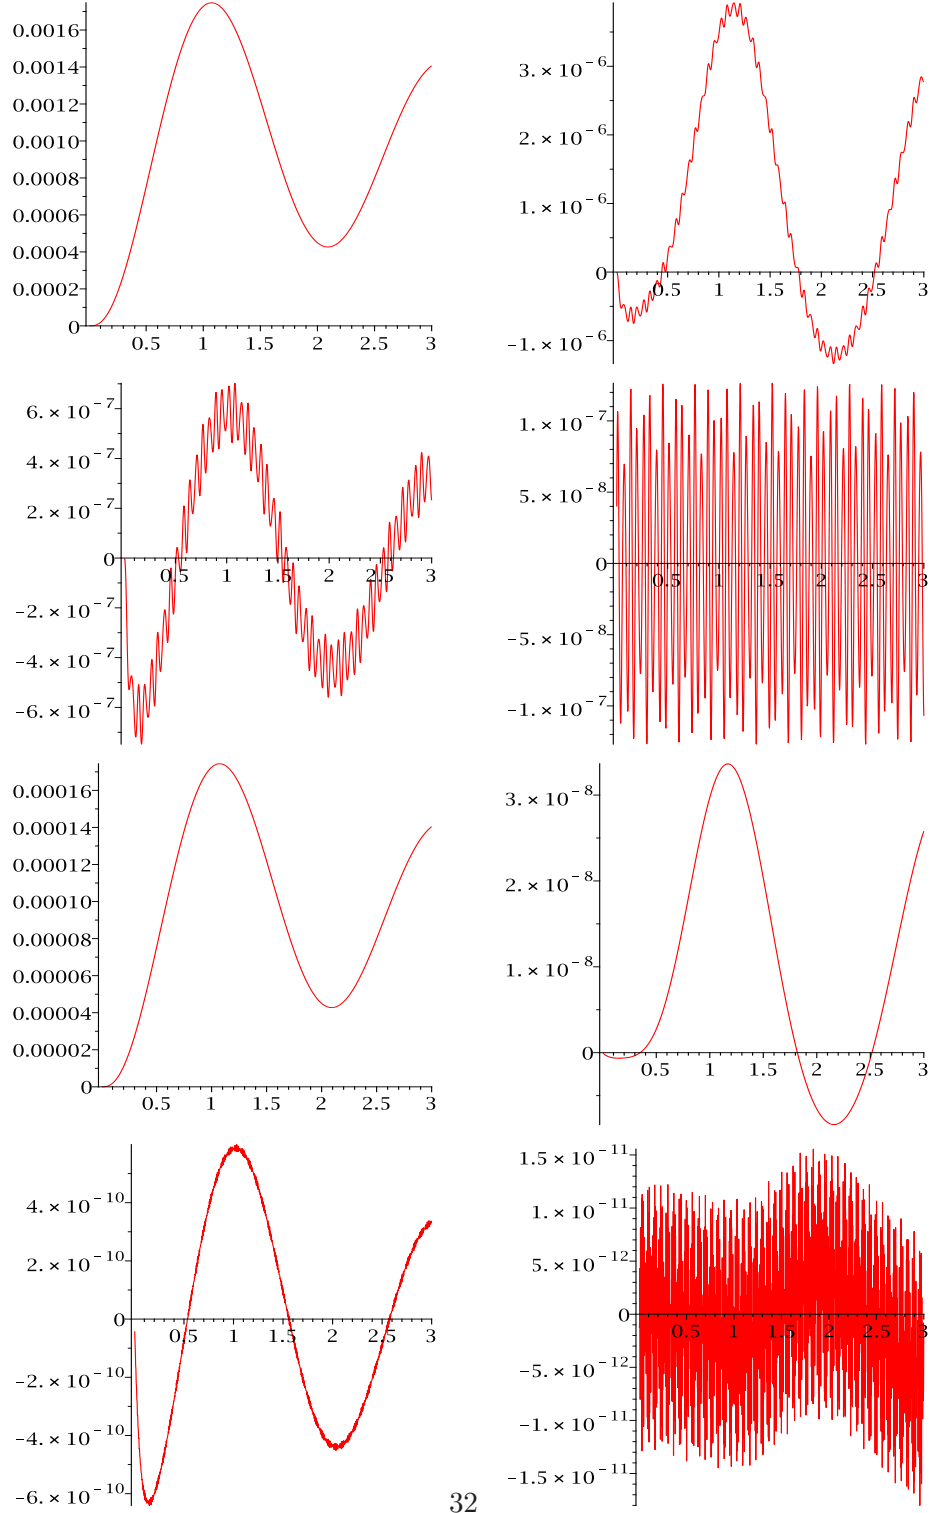 0.0016
0.0014
0.0012
0.0010
0.0008
0.0006
0.0004
0.0002
0
0.5 1 1.5 2 2.5 3
3. × 10⁻⁶
2. × 10⁻⁶
1. × 10⁻⁶
0
0.5 1 1.5 2 2.5 3
-1. × 10⁻⁶
6. × 10⁻⁷
4. × 10⁻⁷
2. × 10⁻⁷
0
0.5 1 1.5 2 2.5 3
-2. × 10⁻⁷
-4. × 10⁻⁷
-6. × 10⁻⁷
1. × 10⁻⁷
5. × 10⁻⁸
0
0.5 1 1.5 2 2.5 3
-5. × 10⁻⁸
-1. × 10⁻⁷
0.00016
0.00014
0.00012
0.00010
0.00008
0.00006
0.00004
0.00002
0
0.5 1 1.5 2 2.5 3
3. × 10⁻⁸
2. × 10⁻⁸
1. × 10⁻⁸
0
0.5 1 1.5 2 2.5 3
4. × 10⁻¹⁰
2. × 10⁻¹⁰
0
0.5 1 1.5 2 2.5 3
-2. × 10⁻¹⁰
-4. × 10⁻¹⁰
-6. × 10⁻¹⁰
1.5 × 10⁻¹¹
1. × 10⁻¹¹
5. × 10⁻¹²
0
0.5 1 1.5 2 2.5 3
-5. × 10⁻¹²
-1. × 10⁻¹¹
-1.5 × 10⁻¹¹
32